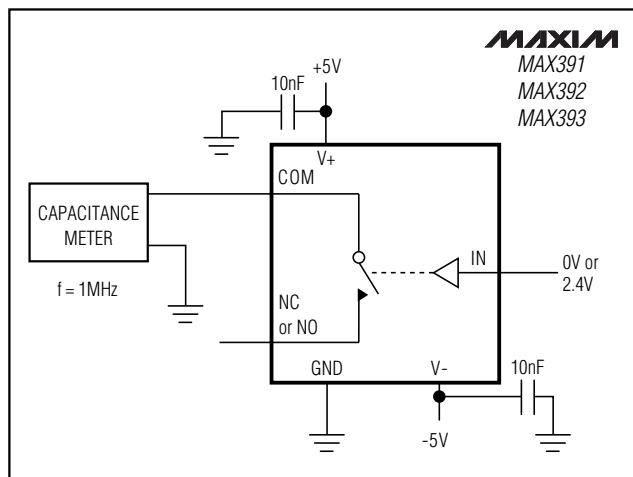 MAXIM
MAX391
MAX392
MAX393
+5V
10nF
V+
COM
CAPACITANCE
METER
f = 1MHz
IN
0V or
2.4V
NC
or NO
GND
V-
10nF
-5V